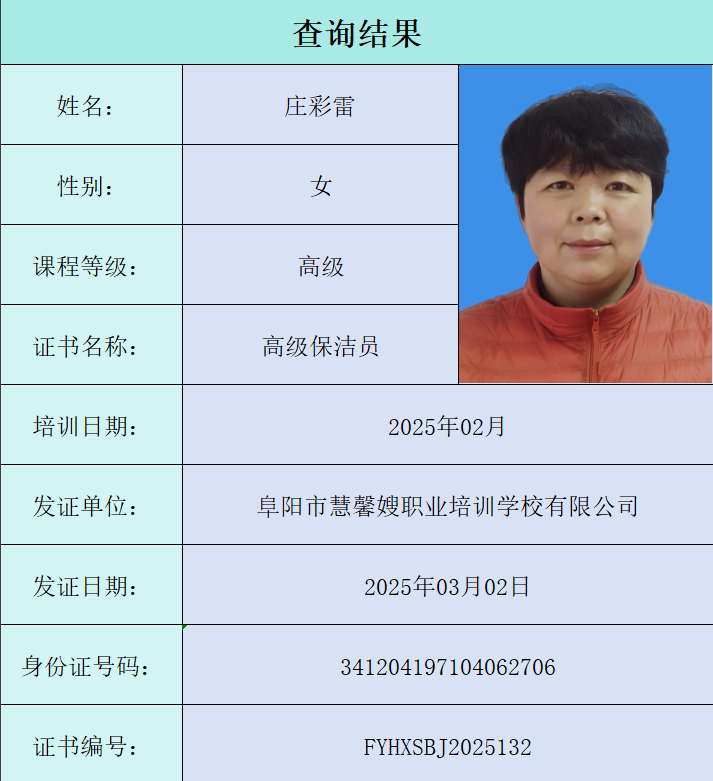 查询结果
姓名： 庄彩雷
性别： 女
课程等级： 高级
证书名称： 高级保洁员
培训日期： 2025年02月
发证单位： 阜阳市慧馨嫂职业培训学校有限公司
发证日期： 2025年03月02日
身份证号码： 341204197104062706
证书编号： FYHXSBJ2025132